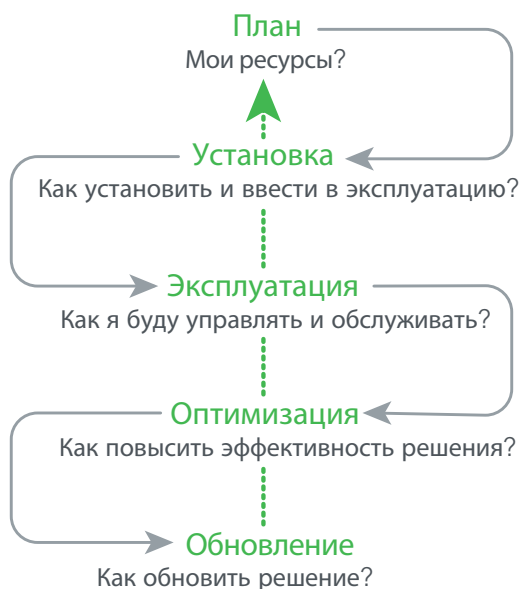 План
Мои ресурсы?
Установка
Как установить и ввести в эксплуатацию?
Эксплуатация
Как я буду управлять и обслуживать?
Оптимизация
Как повысить эффективность решения?
Обновление
Как обновить решение?